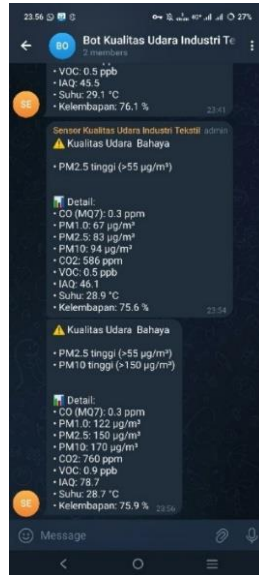 23.56
27%
BO
Bot Kualitas Udara Industri Te
2 members
• VOC: 0.5 ppb
• IAQ: 45.5
• Suhu: 29.1 °C
• Kelembapan: 76.1 %
23:41
SE
Sensor Kualitas Udara Industri Tekstil admin
⚠️ Kualitas Udara Bahaya
• PM2.5 tinggi (>55 µg/m³)
📊 Detail:
• CO (MQ7): 0.3 ppm
• PM1.0: 67 µg/m³
• PM2.5: 83 µg/m³
• PM10: 94 µg/m³
• CO2: 586 ppm
• VOC: 0.5 ppb
• IAQ: 46.1
• Suhu: 28.9 °C
• Kelembapan: 75.6 %
23:54
⚠️ Kualitas Udara Bahaya
• PM2.5 tinggi (>55 µg/m³)
• PM10 tinggi (>150 µg/m³)
📊 Detail:
• CO (MQ7): 0.3 ppm
• PM1.0: 122 µg/m³
• PM2.5: 150 µg/m³
• PM10: 170 µg/m³
• CO2: 760 ppm
• VOC: 0.9 ppb
• IAQ: 78.7
• Suhu: 28.7 °C
• Kelembapan: 75.9 %
23:56
SE
Message